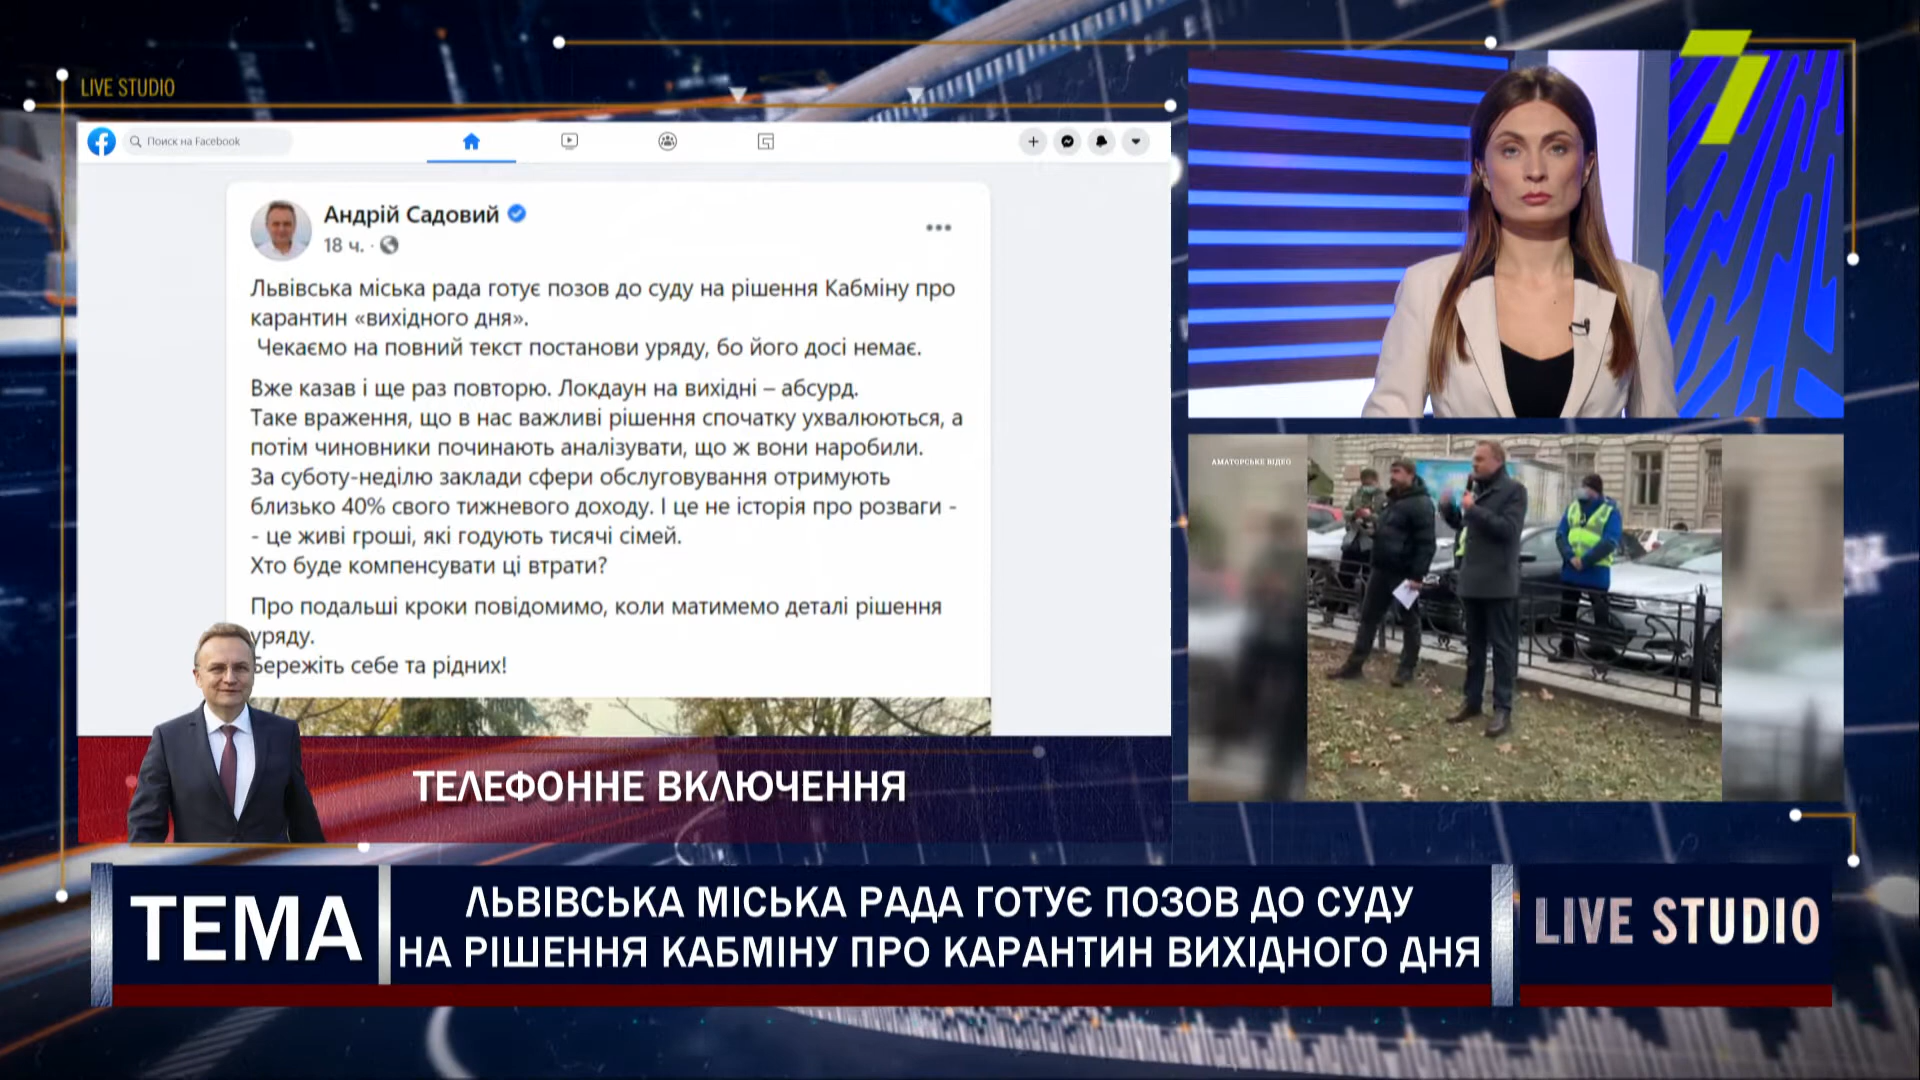 LIVE STUDIO
Поиск на Facebook
Андрій Садовий
18 ч. ·
Львівська міська рада готує позов до суду на рішення Кабміну про
карантин «вихідного дня».
Чекаємо на повний текст постанови уряду, бо його досі немає.
Вже казав і ще раз повторю. Локдаун на вихідні – абсурд.
Таке враження, що в нас важливі рішення спочатку ухвалюються, а
потім чиновники починають аналізувати, що ж вони наробили.
За суботу-неділю заклади сфери обслуговування отримують
близько 40% свого тижневого доходу. І це не історія про розваги -
- це живі гроші, які годують тисячі сімей.
Хто буде компенсувати ці втрати?
Про подальші кроки повідомимо, коли матимемо деталі рішення
уряду.
Бережіть себе та рідних!
7
АМАТОРСЬКЕ ВІДЕО
ТЕЛЕФОННЕ ВКЛЮЧЕННЯ
ТЕМА
ЛЬВІВСЬКА МІСЬКА РАДА ГОТУЄ ПОЗОВ ДО СУДУ
НА РІШЕННЯ КАБМІНУ ПРО КАРАНТИН ВИХІДНОГО ДНЯ
LIVE STUDIO